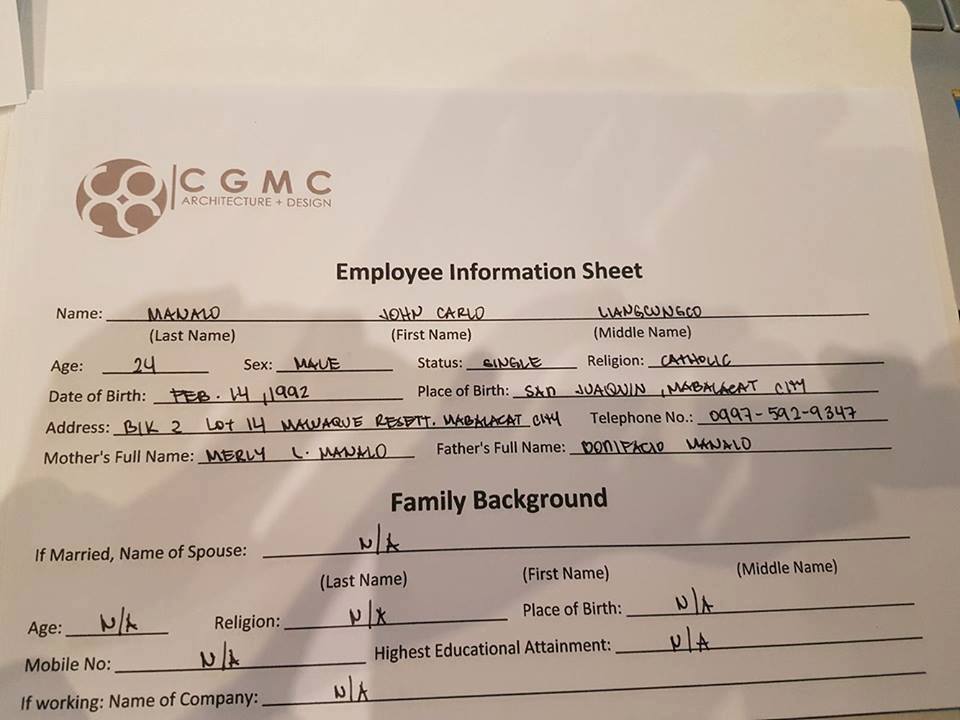 CGMC
ARCHITECTURE + DESIGN
Employee Information Sheet
Name: MANALO JOHN CARLO LIANGCUNGCO
(Last Name) (First Name) (Middle Name)
Age: 24 Sex: MALE Status: SINGLE Religion: CATHOLIC
Date of Birth: FEB. 14, 1992 Place of Birth: SAN JUAQUIN, MABALACAT CITY
Address: BLK 2 LOT 14 MAWAQUE RESETT. MABALACAT CITY Telephone No.: 0997-592-9347
Mother's Full Name: MERLY L. MANALO Father's Full Name: BONIFACIO MANALO
Family Background
If Married, Name of Spouse: N/A
(Last Name) (First Name) (Middle Name)
Age: N/A Religion: N/A Place of Birth: N/A
Mobile No: N/A Highest Educational Attainment: N/A
If working: Name of Company: N/A